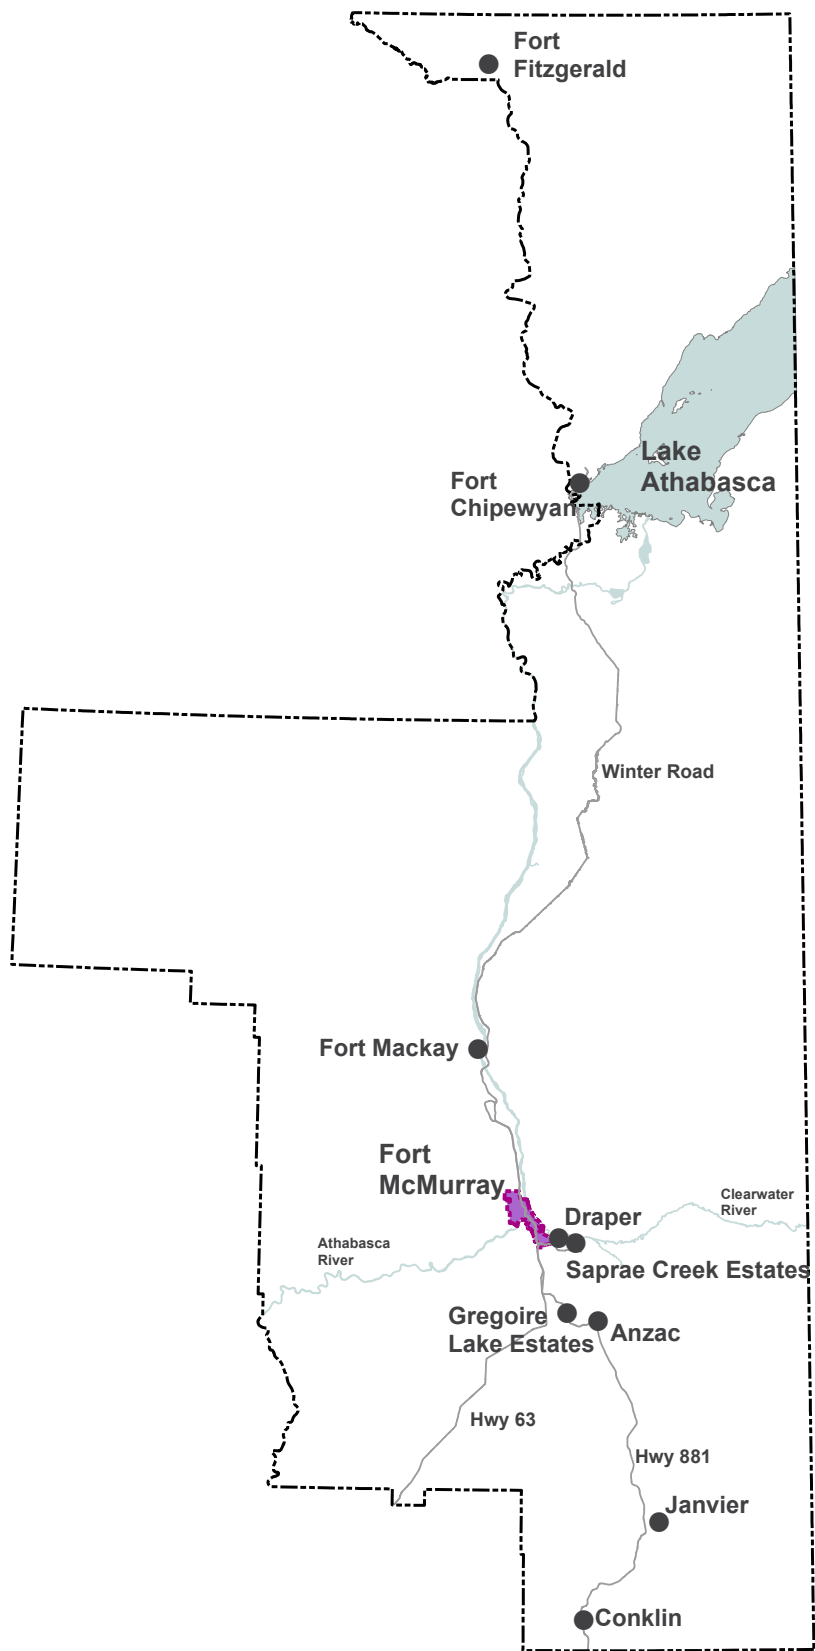 Fort
Fitzgerald
Lake
Athabasca
Fort
Chipewyan
Winter Road
Fort Mackay
Fort
McMurray
Clearwater
River
Draper
Athabasca
River
Saprae Creek Estates
Gregoire
Lake Estates
Anzac
Hwy 63
Hwy 881
Janvier
Conklin